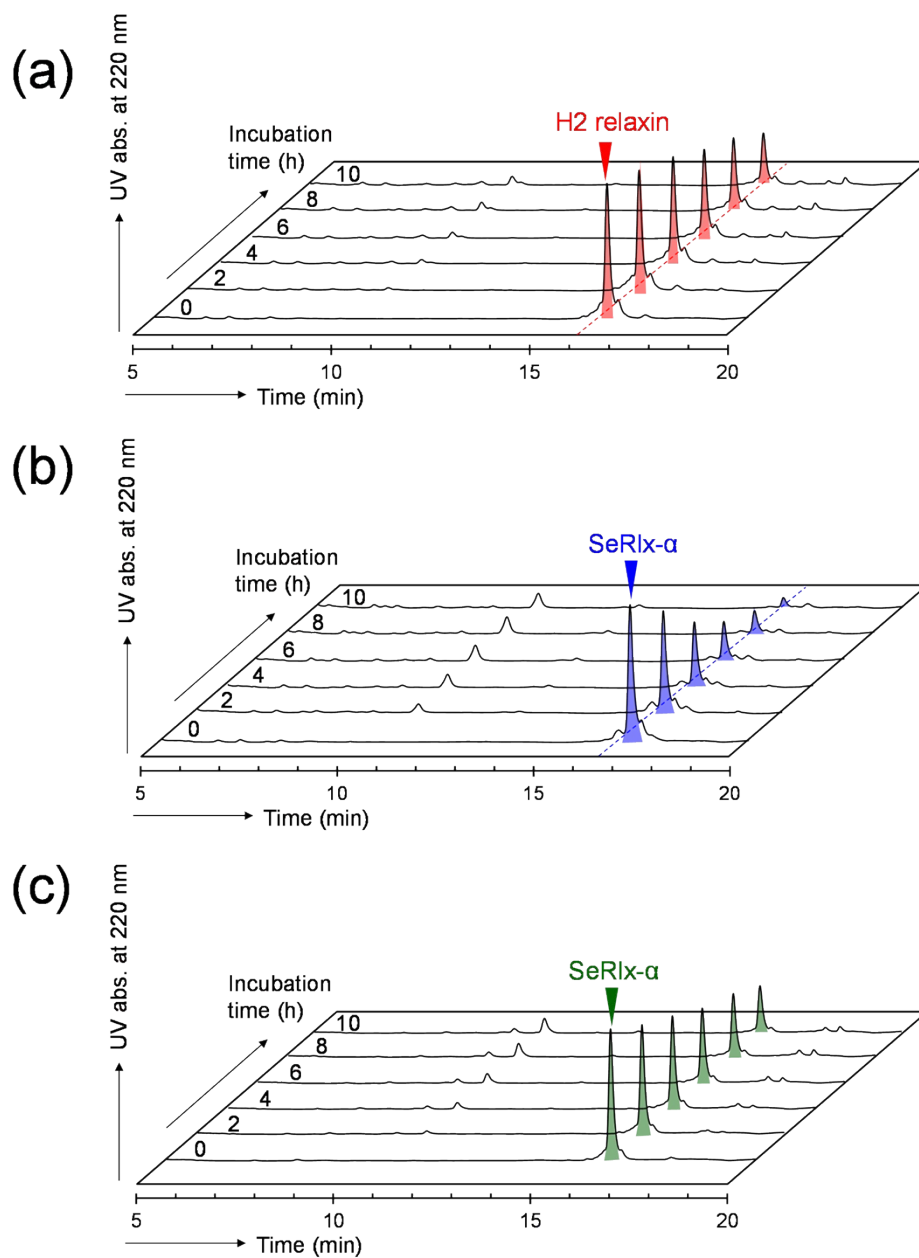 (a)
UV abs. at 220 nm
Incubation
time (h)
H2 relaxin
10
8
6
4
2
0
5 10 15 20
Time (min)
(b)
UV abs. at 220 nm
Incubation
time (h)
SeRlx-α
10
8
6
4
2
0
5 10 15 20
Time (min)
(c)
UV abs. at 220 nm
Incubation
time (h)
SeRlx-α
10
8
6
4
2
0
5 10 15 20
Time (min)